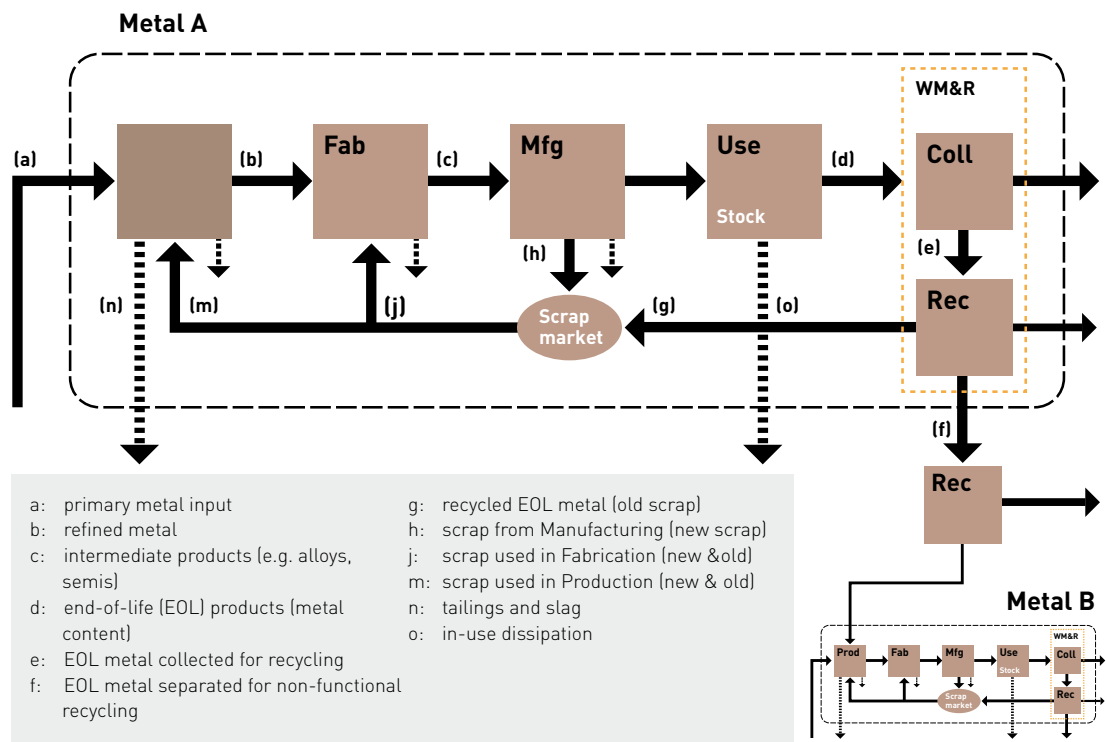 Metal A
WM&R
(a)
(b)
Fab
(c)
Mfg
Use
Stock
(d)
Coll
(e)
(h)
(n)
(m)
(j)
Scrap
market
(g)
(o)
Rec
(f)
Rec
a: primary metal input
b: refined metal
c: intermediate products (e.g. alloys,
semis)
d: end-of-life (EOL) products (metal
content)
e: EOL metal collected for recycling
f: EOL metal separated for non-functional
recycling
g: recycled EOL metal (old scrap)
h: scrap from Manufacturing (new scrap)
j: scrap used in Fabrication (new &old)
m: scrap used in Production (new & old)
n: tailings and slag
o: in-use dissipation
Metal B
WM&R
Prod
Fab
Mfg
Use
Stock
Coll
Scrap
market
Rec